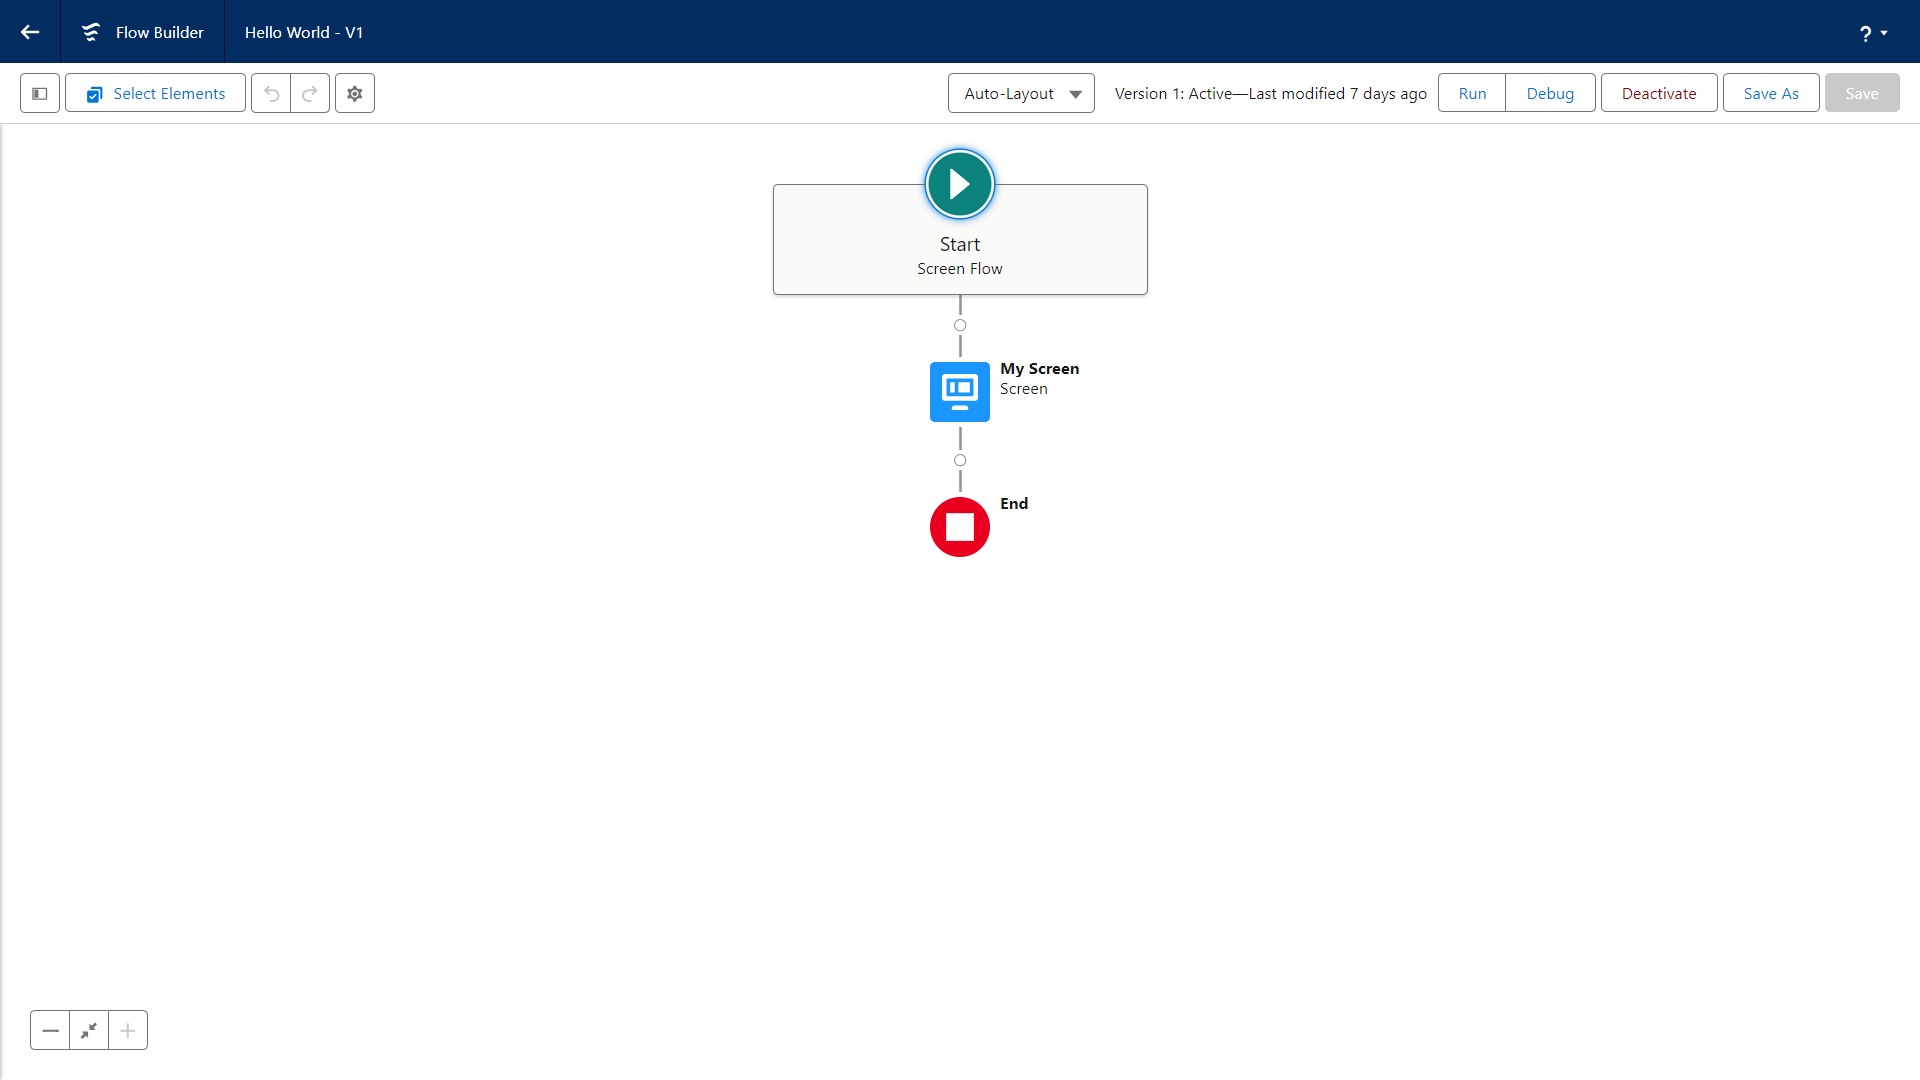 Flow Builder
Hello World - V1
?
Select Elements
Auto-Layout
Version 1: Active—Last modified 7 days ago
Run
Debug
Deactivate
Save As
Save
Start
Screen Flow
My Screen
Screen
End